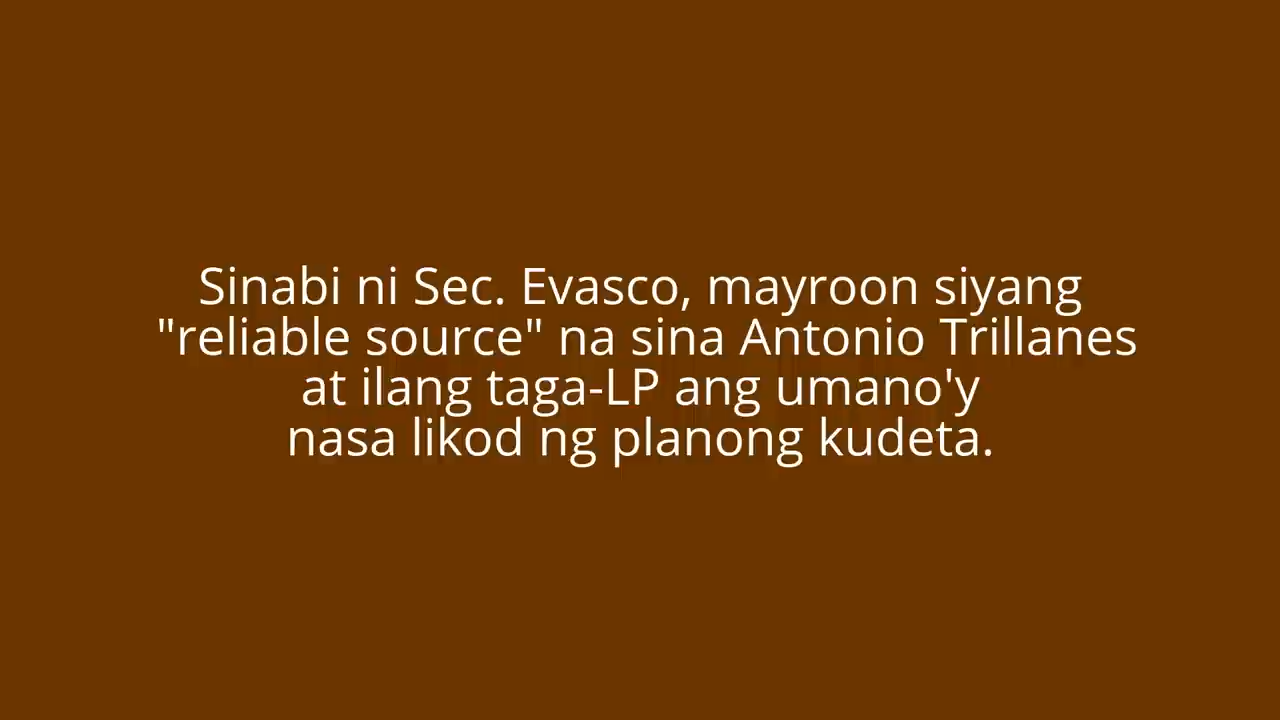 Sinabi ni Sec. Evasco, mayroon siyang
"reliable source" na sina Antonio Trillanes
at ilang taga-LP ang umano'y
nasa likod ng planong kudeta.